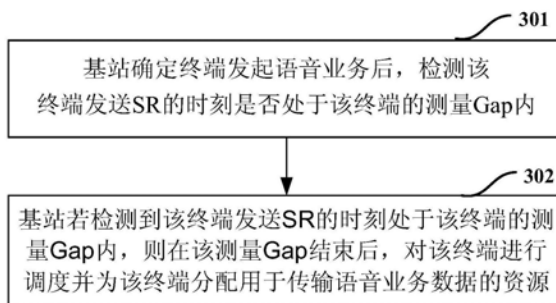 301
基站确定终端发起语音业务后，检测该
终端发送SR的时刻是否处于该终端的测量Gap内
302
基站若检测到该终端发送SR的时刻处于该终端的测
量Gap内，则在该测量Gap结束后，对该终端进行
调度并为该终端分配用于传输语音业务数据的资源